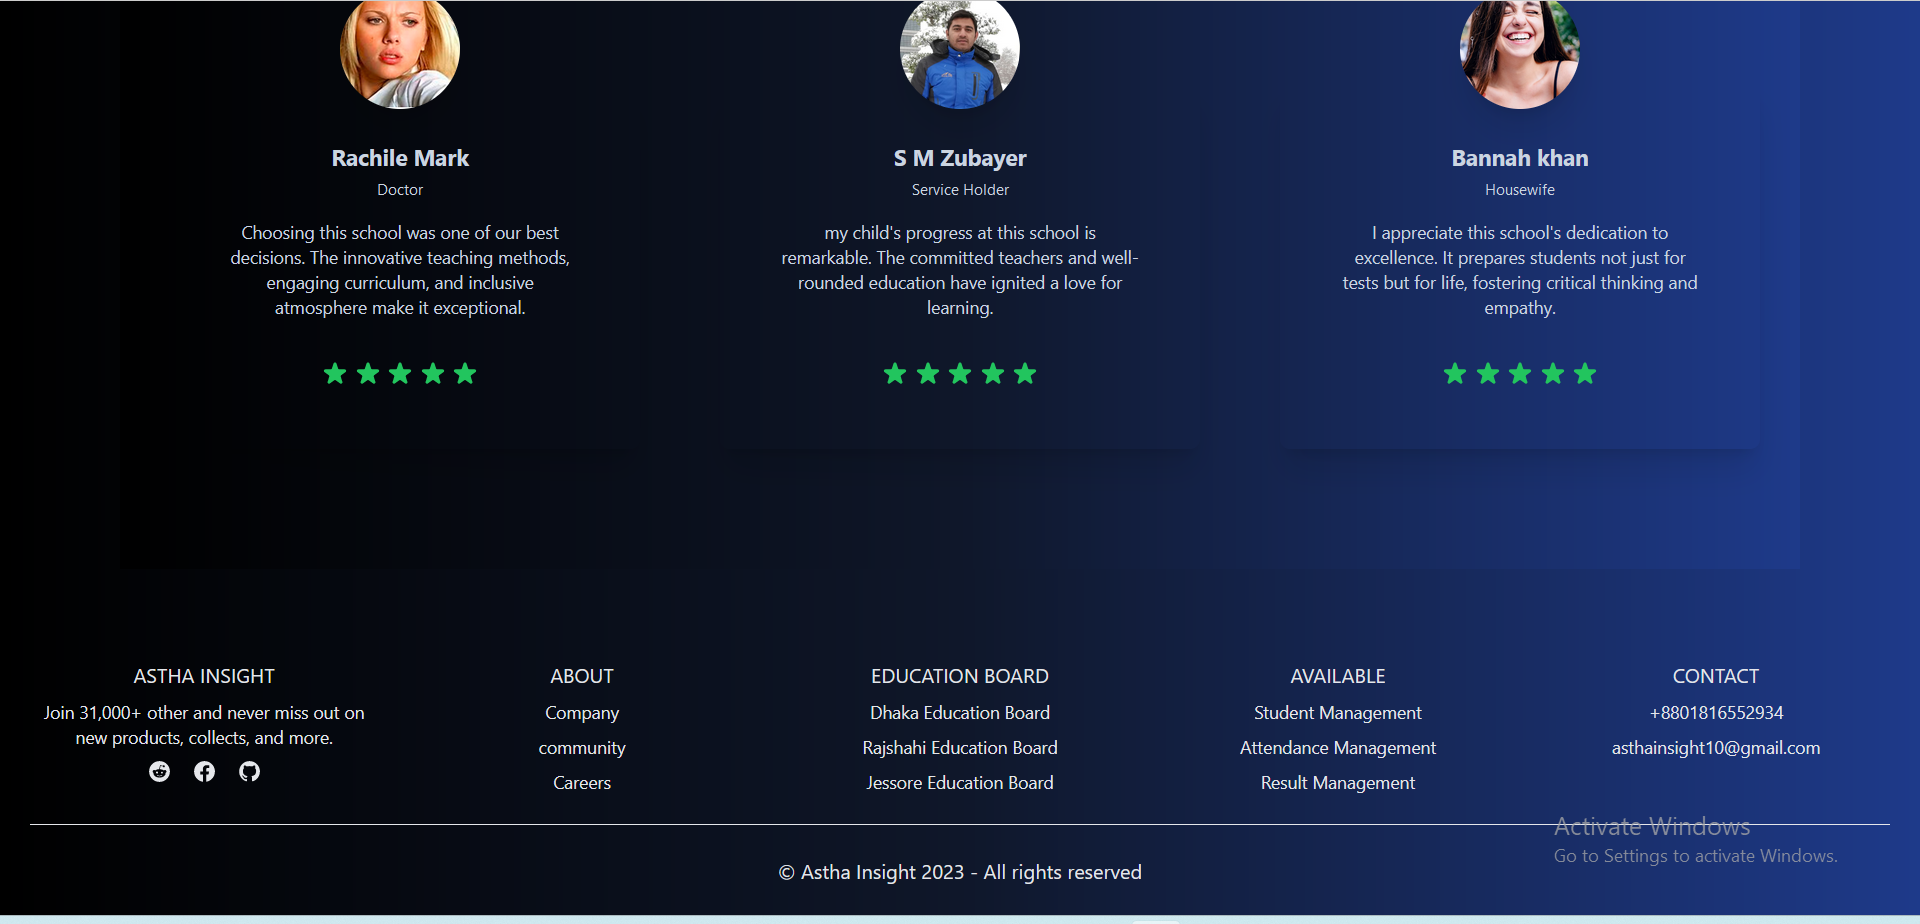 Rachile Mark
Doctor
Choosing this school was one of our best
decisions. The innovative teaching methods,
engaging curriculum, and inclusive
atmosphere make it exceptional.
S M Zubayer
Service Holder
my child's progress at this school is
remarkable. The committed teachers and well-
rounded education have ignited a love for
learning.
Bannah khan
Housewife
I appreciate this school's dedication to
excellence. It prepares students not just for
tests but for life, fostering critical thinking and
empathy.
ASTHA INSIGHT
Join 31,000+ other and never miss out on
new products, collects, and more.
ABOUT
Company
community
Careers
EDUCATION BOARD
Dhaka Education Board
Rajshahi Education Board
Jessore Education Board
AVAILABLE
Student Management
Attendance Management
Result Management
CONTACT
+8801816552934
asthainsight10@gmail.com
Activate Windows
Go to Settings to activate Windows.
© Astha Insight 2023 - All rights reserved